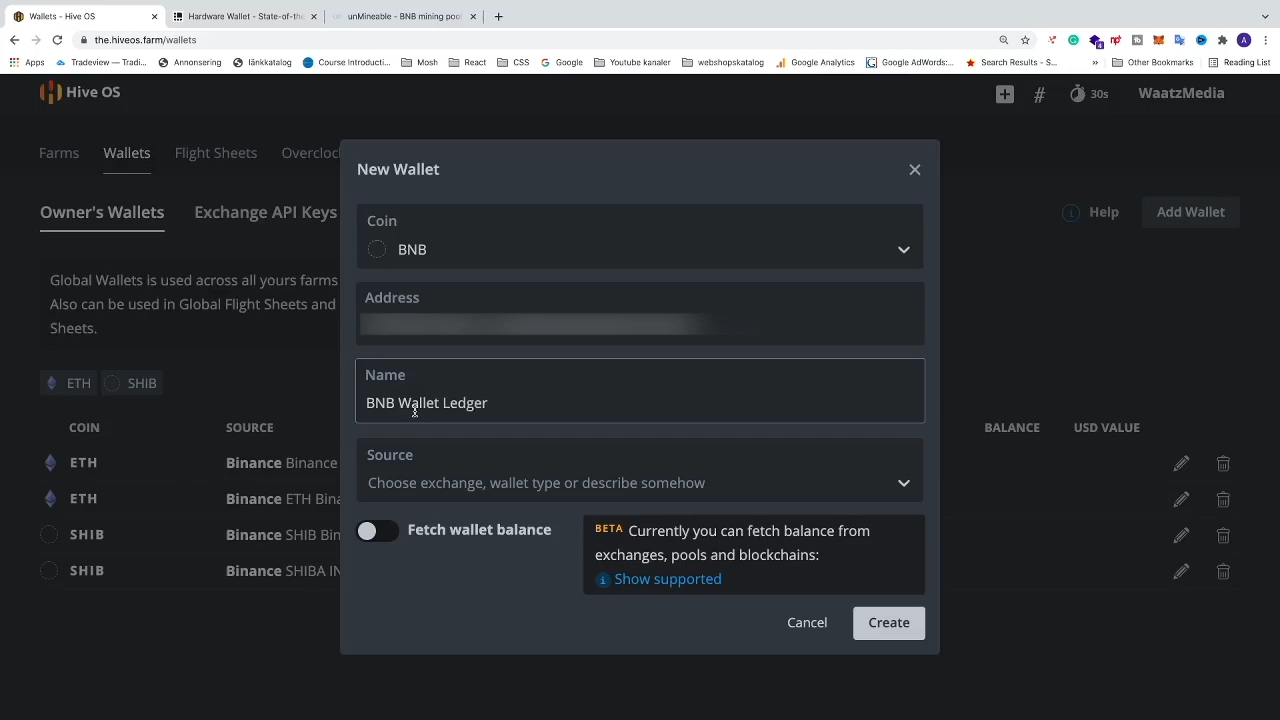 Wallets - Hive OS
Hardware Wallet - State-of-the
unMineable - BNB mining pool
the.hiveos.farm/wallets
Apps
Tradeview – Tradi...
Annonsering
länkkatalog
Course Introducti...
Mosh
React
CSS
Google
Youtube kanaler
webshopskatalog
Google Analytics
Google AdWords:...
Search Results - S...
Other Bookmarks
Reading List
Hive OS
30s
WaatzMedia
Farms
Wallets
Flight Sheets
Overcloc
Owner's Wallets
Exchange API Keys
Help
Add Wallet
Global Wallets is used across all yours farms
Also can be used in Global Flight Sheets and
Sheets.
ETH
SHIB
COIN
SOURCE
BALANCE
USD VALUE
ETH
Binance Binance
ETH
Binance ETH Bina
SHIB
Binance SHIB Bin
SHIB
Binance SHIBA IN
New Wallet
Coin
BNB
Address
Name
BNB Wallet Ledger
Source
Choose exchange, wallet type or describe somehow
Fetch wallet balance
BETA Currently you can fetch balance from
exchanges, pools and blockchains:
Show supported
Cancel
Create